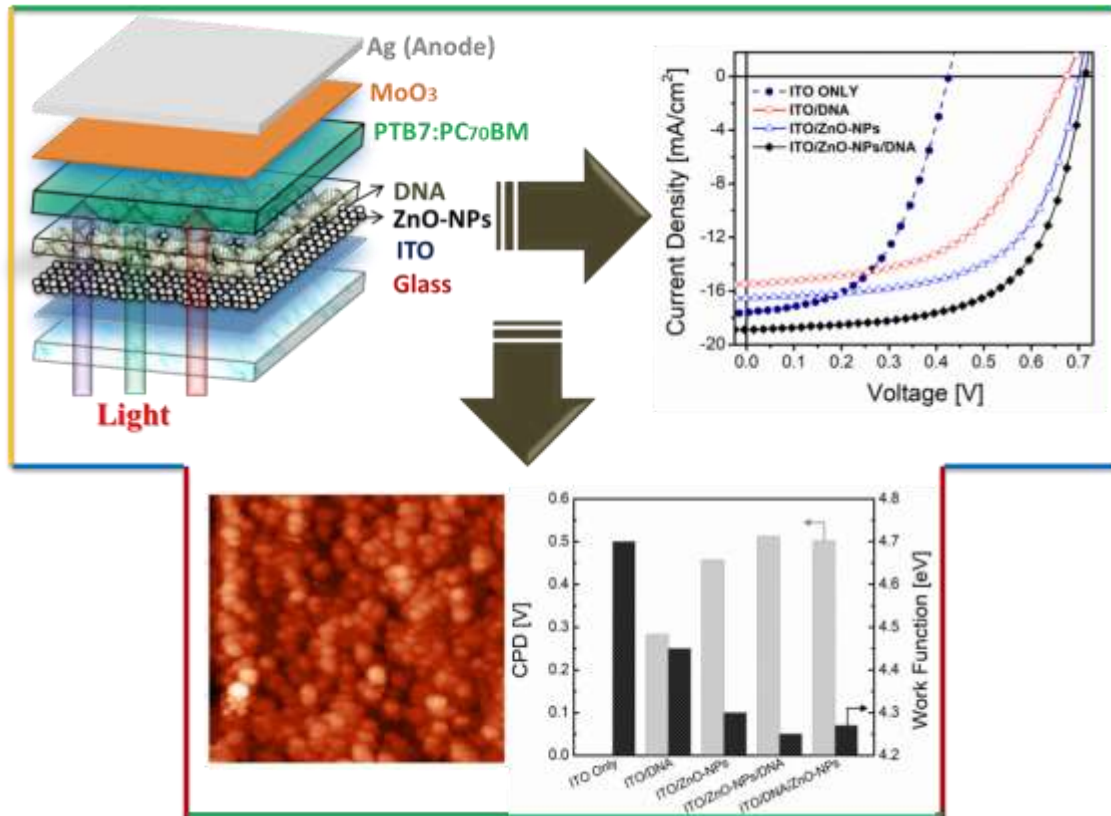 Ag (Anode)
MoO₃
PTB7:PC₇₀BM
DNA
ZnO-NPs
ITO
Glass
Light
0
-4
-8
-12
-16
-20
Current Density [mA/cm²]
ITO ONLY
ITO/DNA
ITO/ZnO-NPs
ITO/ZnO-NPs/DNA
0.0 0.1 0.2 0.3 0.4 0.5 0.6 0.7
Voltage [V]
0.6
0.5
0.4
0.3
0.2
0.1
0.0
CPD [V]
4.8
4.7
4.6
4.5
4.4
4.3
4.2
Work Function [eV]
ITO Only
ITO/DNA
ITO/ZnO-NPs
ITO/ZnO-NPs/DNA
ITO/DNA/ZnO-NPs